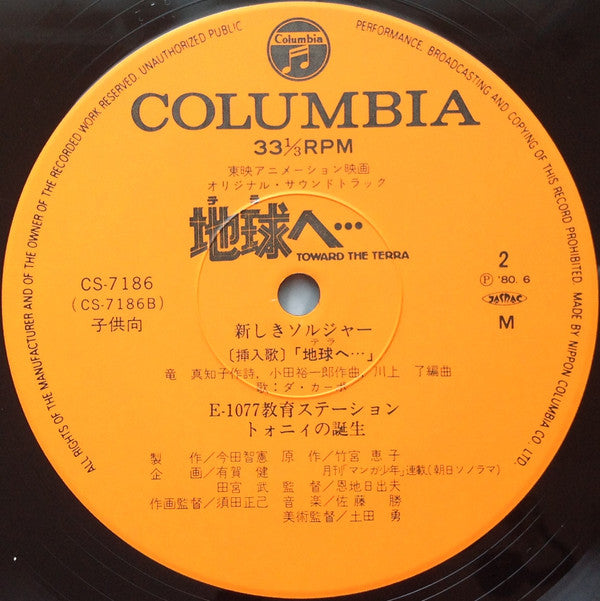 Columbia
COLUMBIA
33⅓RPM
東映アニメーション映画
オリジナル・サウンドトラック
テラ
地球へ…
TOWARD THE TERRA
CS-7186
(CS-7186B)
子供向
2
Ⓟ '80. 6
JASRAC
M
新しきソルジャー
テラ
〔挿入歌〕「地球へ…」
竜 真知子作詩, 小田裕一郎作曲, 川上 了編曲
歌:ダ・カーポ
E-1077教育ステーション
トォニィの誕生
製 作/今田智憲 原 作/竹宮 恵子
企 画/有賀 健 月刊「マンガ少年」連載〔朝日ソノラマ〕
田宮 武 監 督/恩地日出夫
作画監督/須田正己 音 楽/佐藤 勝
美術監督/土田 勇
ALL RIGHTS OF THE MANUFACTURER AND OF THE OWNER OF THE RECORDED WORK RESERVED. UNAUTHORIZED PUBLIC PERFORMANCE, BROADCASTING AND COPYING OF THIS RECORD PROHIBITED. MADE BY NIPPON COLUMBIA CO. LTD.